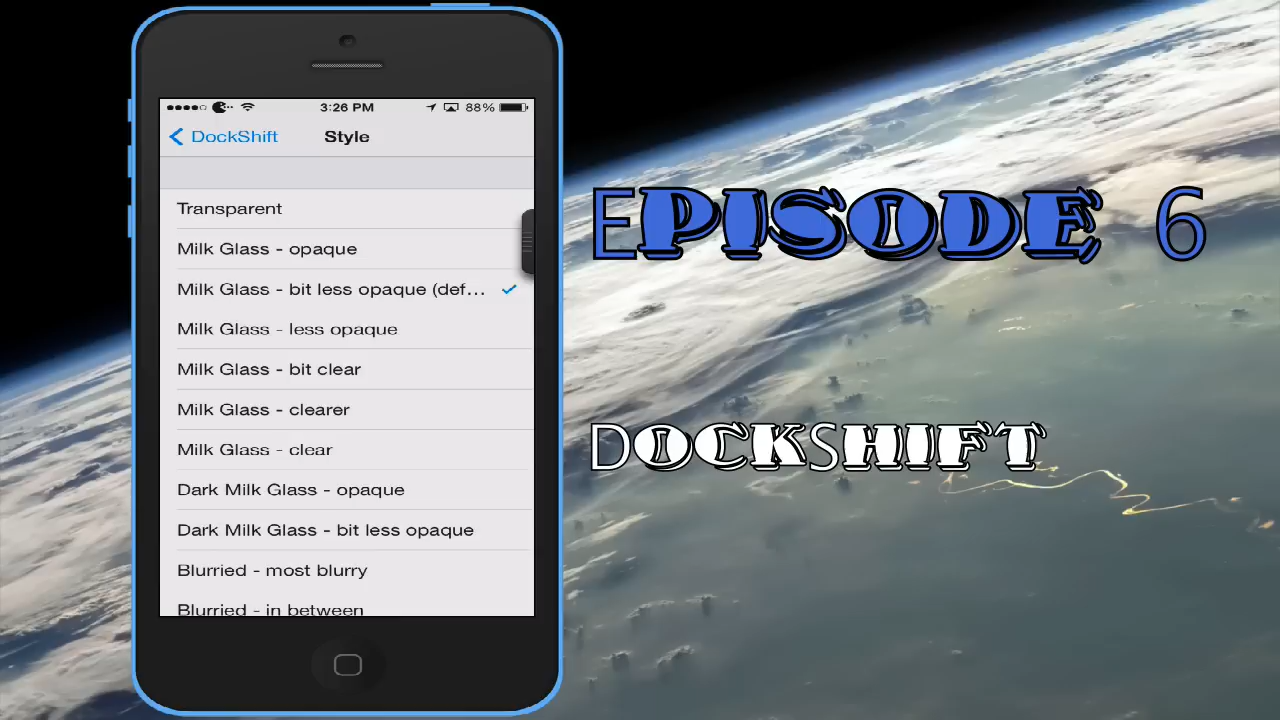 3:26 PM
88%
DockShift
Style
Transparent
Milk Glass - opaque
Milk Glass - bit less opaque (def...
Milk Glass - less opaque
Milk Glass - bit clear
Milk Glass - clearer
Milk Glass - clear
Dark Milk Glass - opaque
Dark Milk Glass - bit less opaque
Blurried - most blurry
Blurried - in between
EPISODE 6
DOCKSHIFT